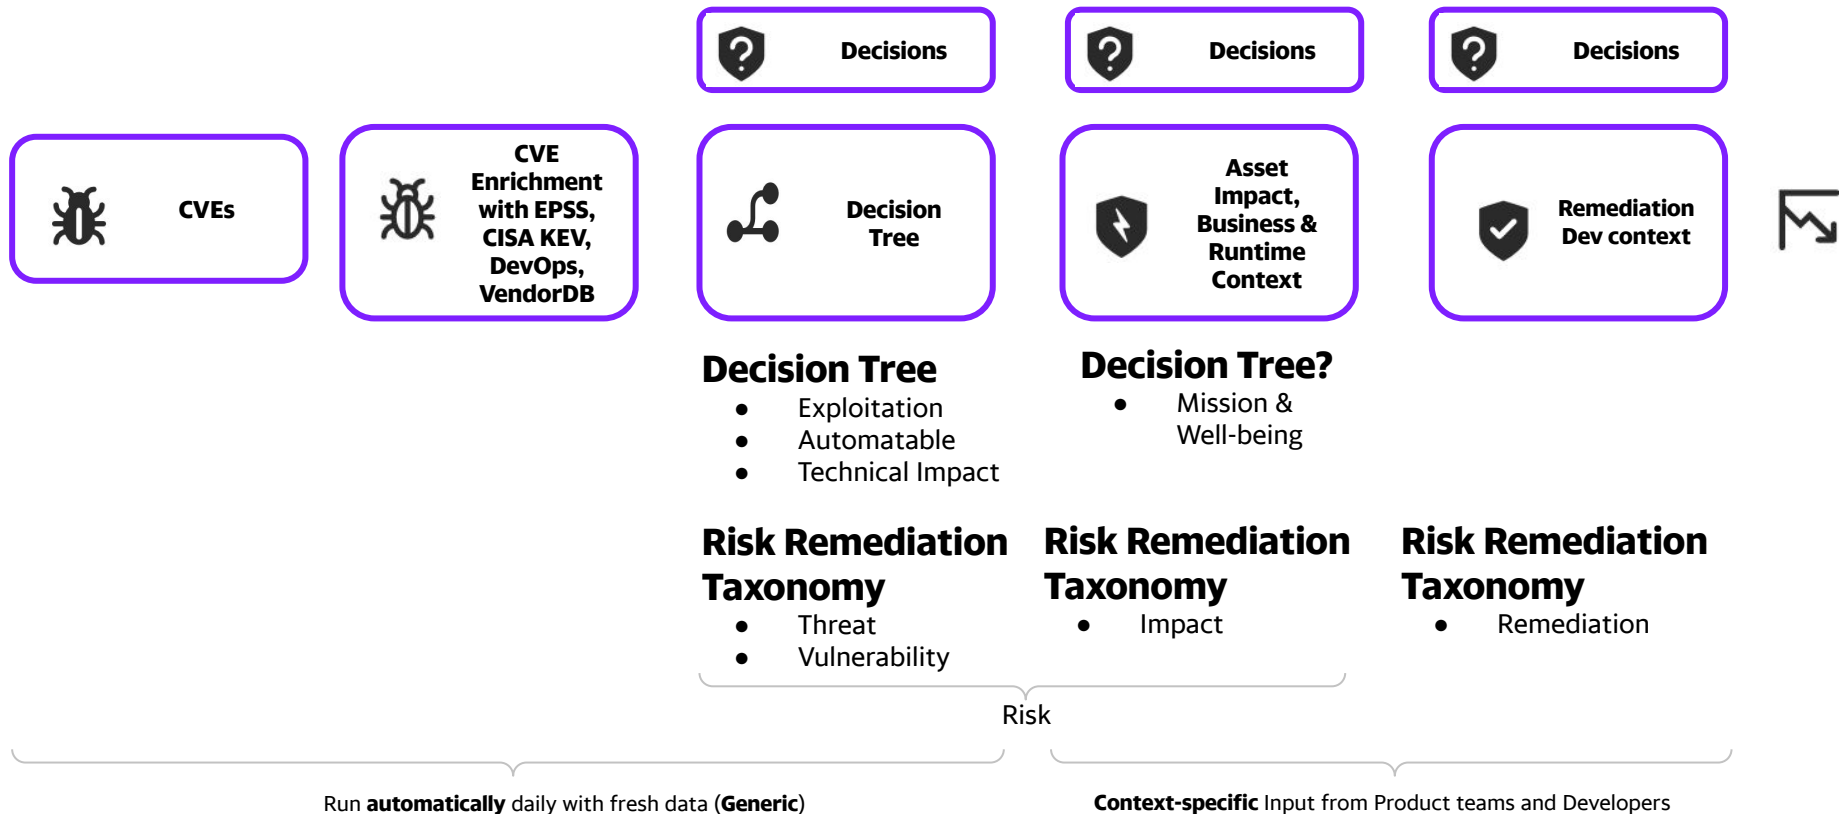 Decisions
Decisions
Decisions
CVEs
CVE
Enrichment
with EPSS,
CISA KEV,
DevOps,
VendorDB
Decision
Tree
Asset
Impact,
Business &
Runtime
Context
Remediation
Dev context
Decision Tree
● Exploitation
● Automatable
● Technical Impact
Decision Tree?
● Mission &
Well-being
Risk Remediation
Taxonomy
● Threat
● Vulnerability
Risk Remediation
Taxonomy
● Impact
Risk Remediation
Taxonomy
● Remediation
Risk
Run automatically daily with fresh data (Generic)
Context-specific Input from Product teams and Developers